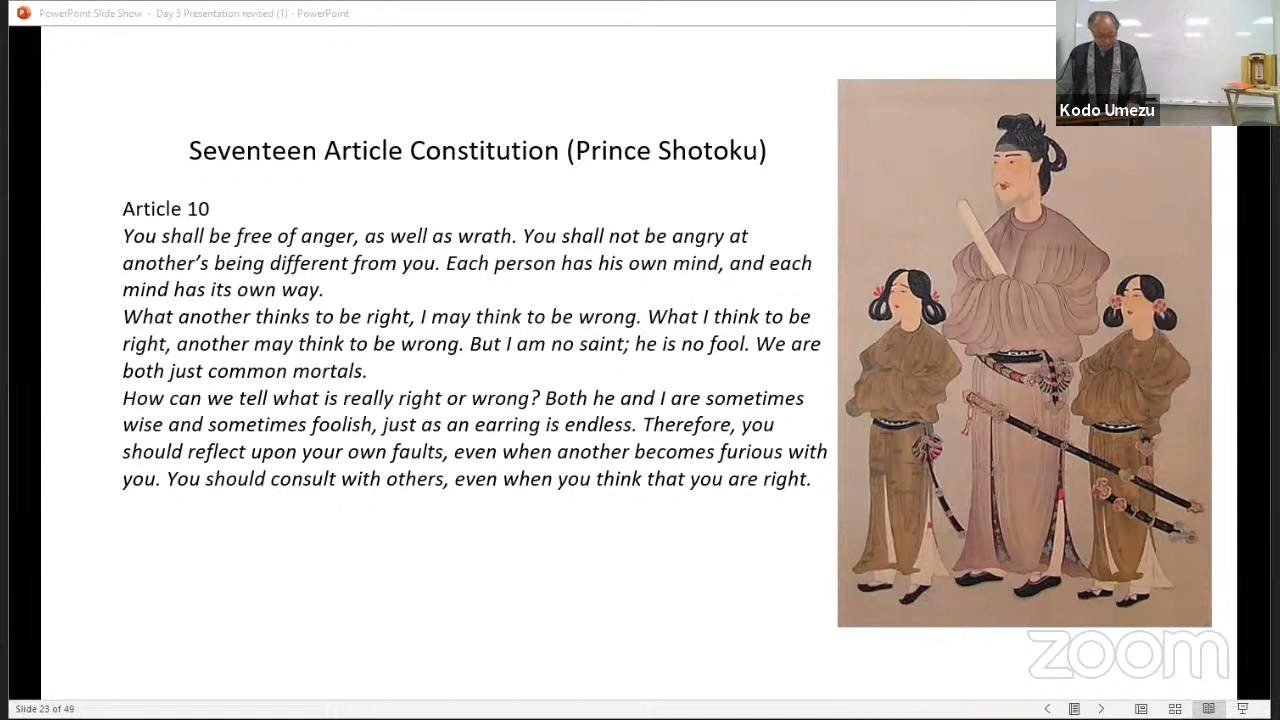 PowerPoint Slide Show - Day 5 Presentation revised (1) - PowerPoint
Kodo Umezu
Seventeen Article Constitution (Prince Shotoku)
Article 10
You shall be free of anger, as well as wrath. You shall not be angry at
another’s being different from you. Each person has his own mind, and each
mind has its own way.
What another thinks to be right, I may think to be wrong. What I think to be
right, another may think to be wrong. But I am no saint; he is no fool. We are
both just common mortals.
How can we tell what is really right or wrong? Both he and I are sometimes
wise and sometimes foolish, just as an earring is endless. Therefore, you
should reflect upon your own faults, even when another becomes furious with
you. You should consult with others, even when you think that you are right.
zoom
Slide 23 of 49